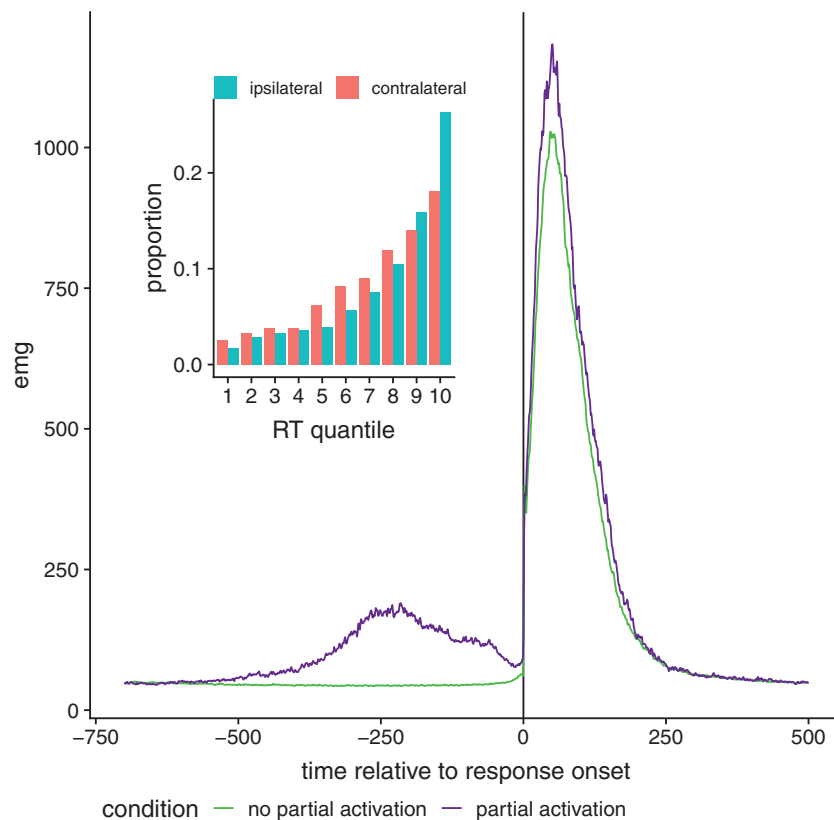 ipsilateral contralateral
0.2
0.1
0.0
proportion
1 2 3 4 5 6 7 8 9 10
RT quantile
1000
750
500
250
0
emg
−750 −500 −250 0 250 500
time relative to response onset
condition no partial activation partial activation